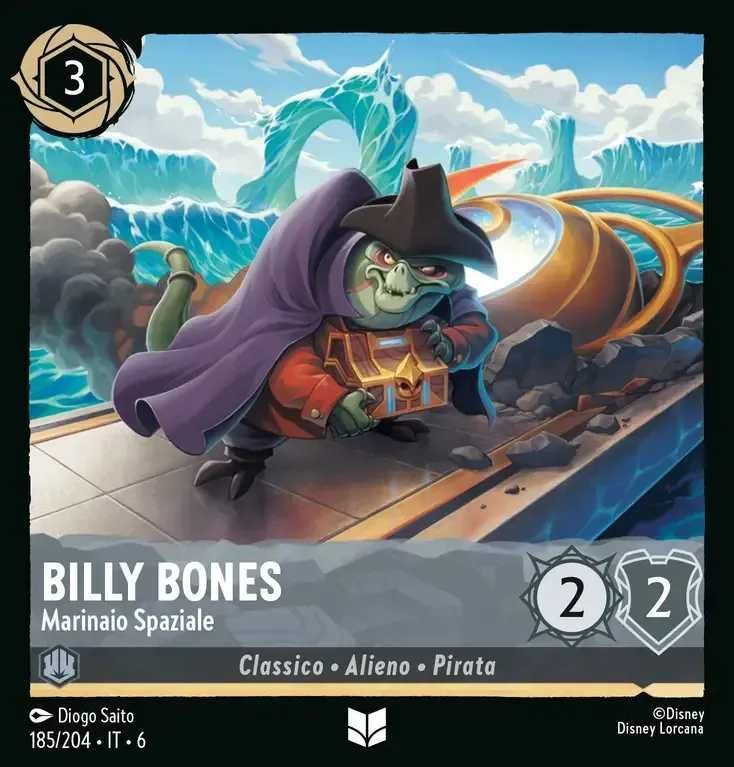 3
BILLY BONES
Marinaio Spaziale
2
2
Classico • Alieno • Pirata
Diogo Saito
185/204 • IT • 6
©Disney
Disney Lorcana